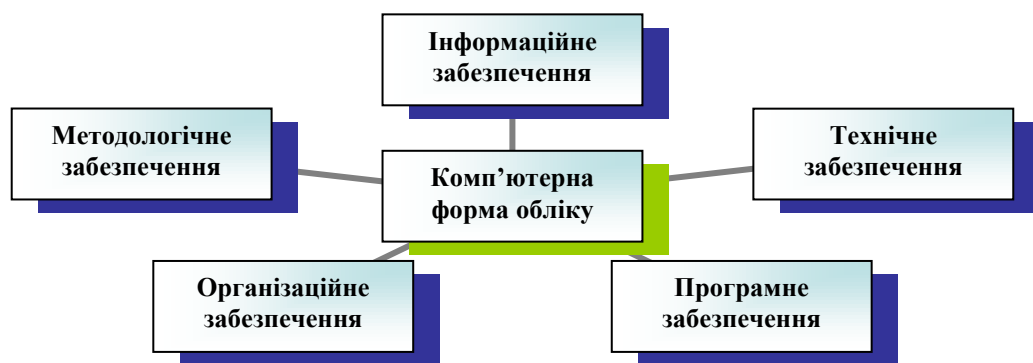 Інформаційне
забезпечення
Методологічне
забезпечення
Технічне
забезпечення
Комп’ютерна
форма обліку
Організаційне
забезпечення
Програмне
забезпечення